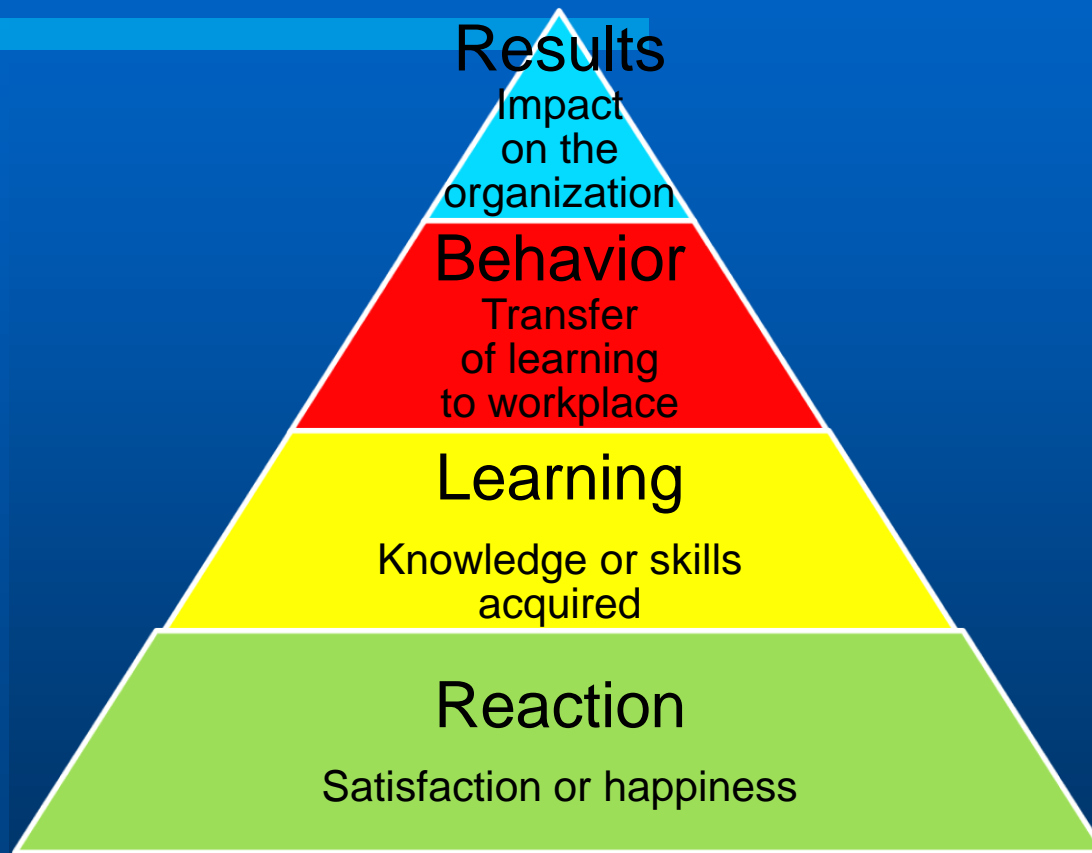 Results
Impact
on the
organization
Behavior
Transfer
of learning
to workplace
Learning
Knowledge or skills
acquired
Reaction
Satisfaction or happiness